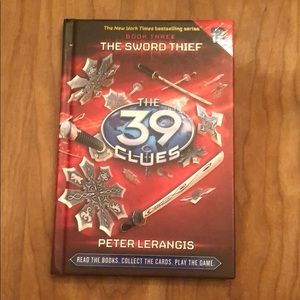 The New York Times bestselling series
BOOK THREE
THE SWORD THIEF
THE
39
CLUES
PETER LERANGIS
READ THE BOOKS. COLLECT THE CARDS. PLAY THE GAME.